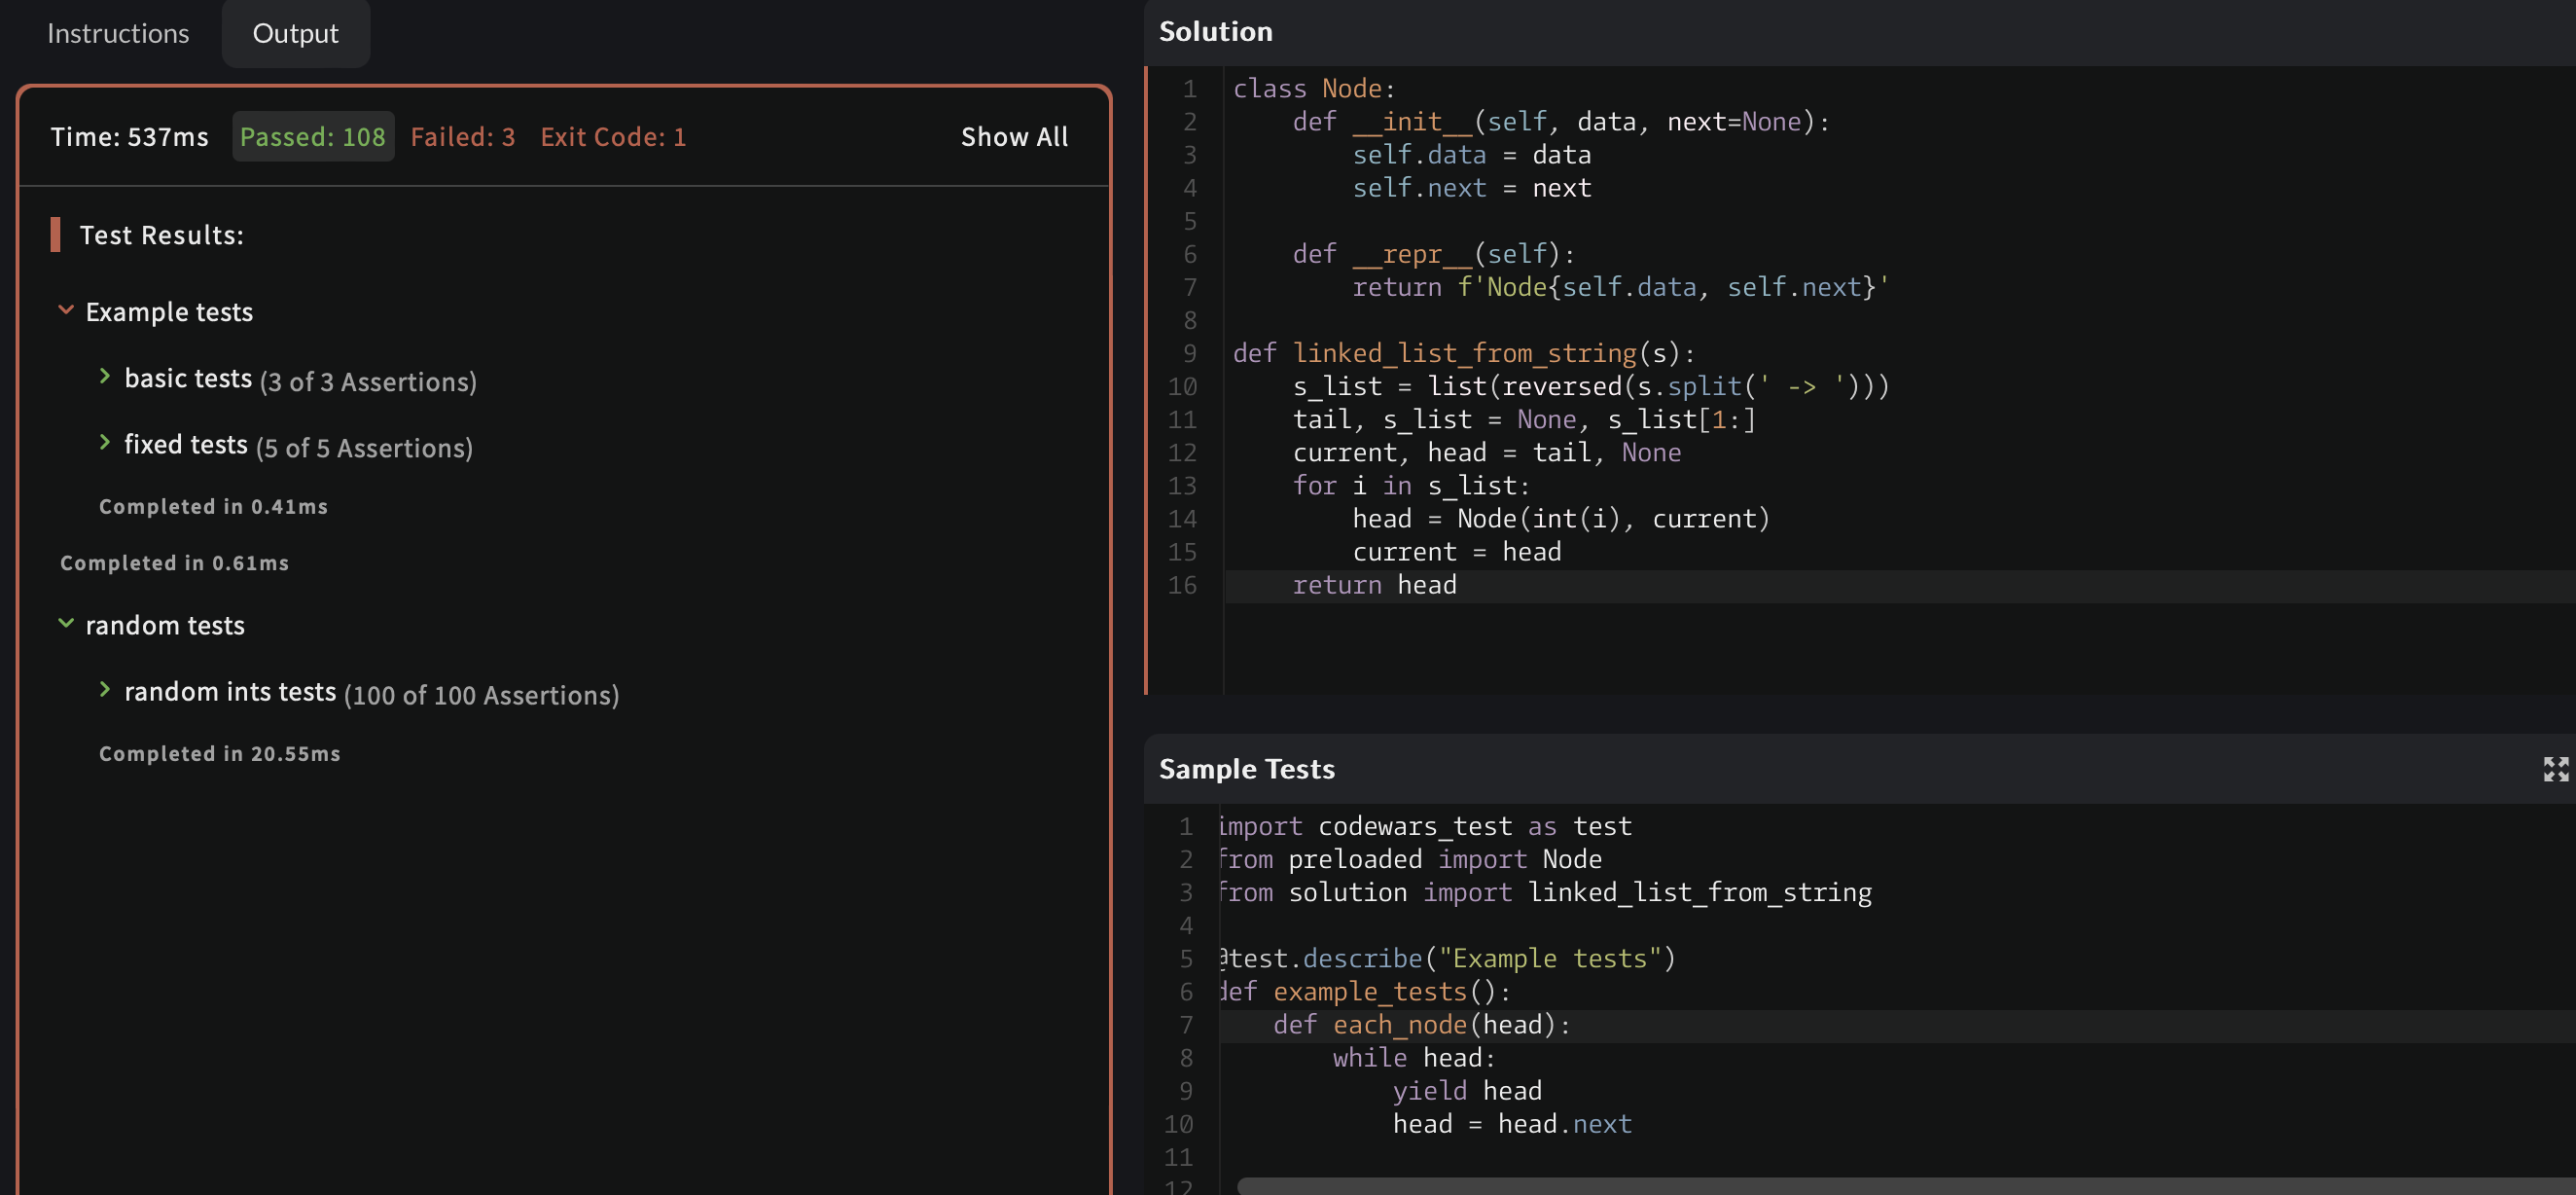 Instructions
Output
Time: 537ms Passed: 108 Failed: 3 Exit Code: 1 Show All
Test Results:
Example tests
basic tests (3 of 3 Assertions)
fixed tests (5 of 5 Assertions)
Completed in 0.41ms
Completed in 0.61ms
random tests
random ints tests (100 of 100 Assertions)
Completed in 20.55ms
Solution
1 class Node:
2     def __init__(self, data, next=None):
3         self.data = data
4         self.next = next
5
6     def __repr__(self):
7         return f'Node{self.data, self.next}'
8
9 def linked_list_from_string(s):
10     s_list = list(reversed(s.split(' -> ')))
11     tail, s_list = None, s_list[1:]
12     current, head = tail, None
13     for i in s_list:
14         head = Node(int(i), current)
15         current = head
16     return head
Sample Tests
1 import codewars_test as test
2 from preloaded import Node
3 from solution import linked_list_from_string
4
5 @test.describe("Example tests")
6 def example_tests():
7     def each_node(head):
8         while head:
9             yield head
10             head = head.next
11
12